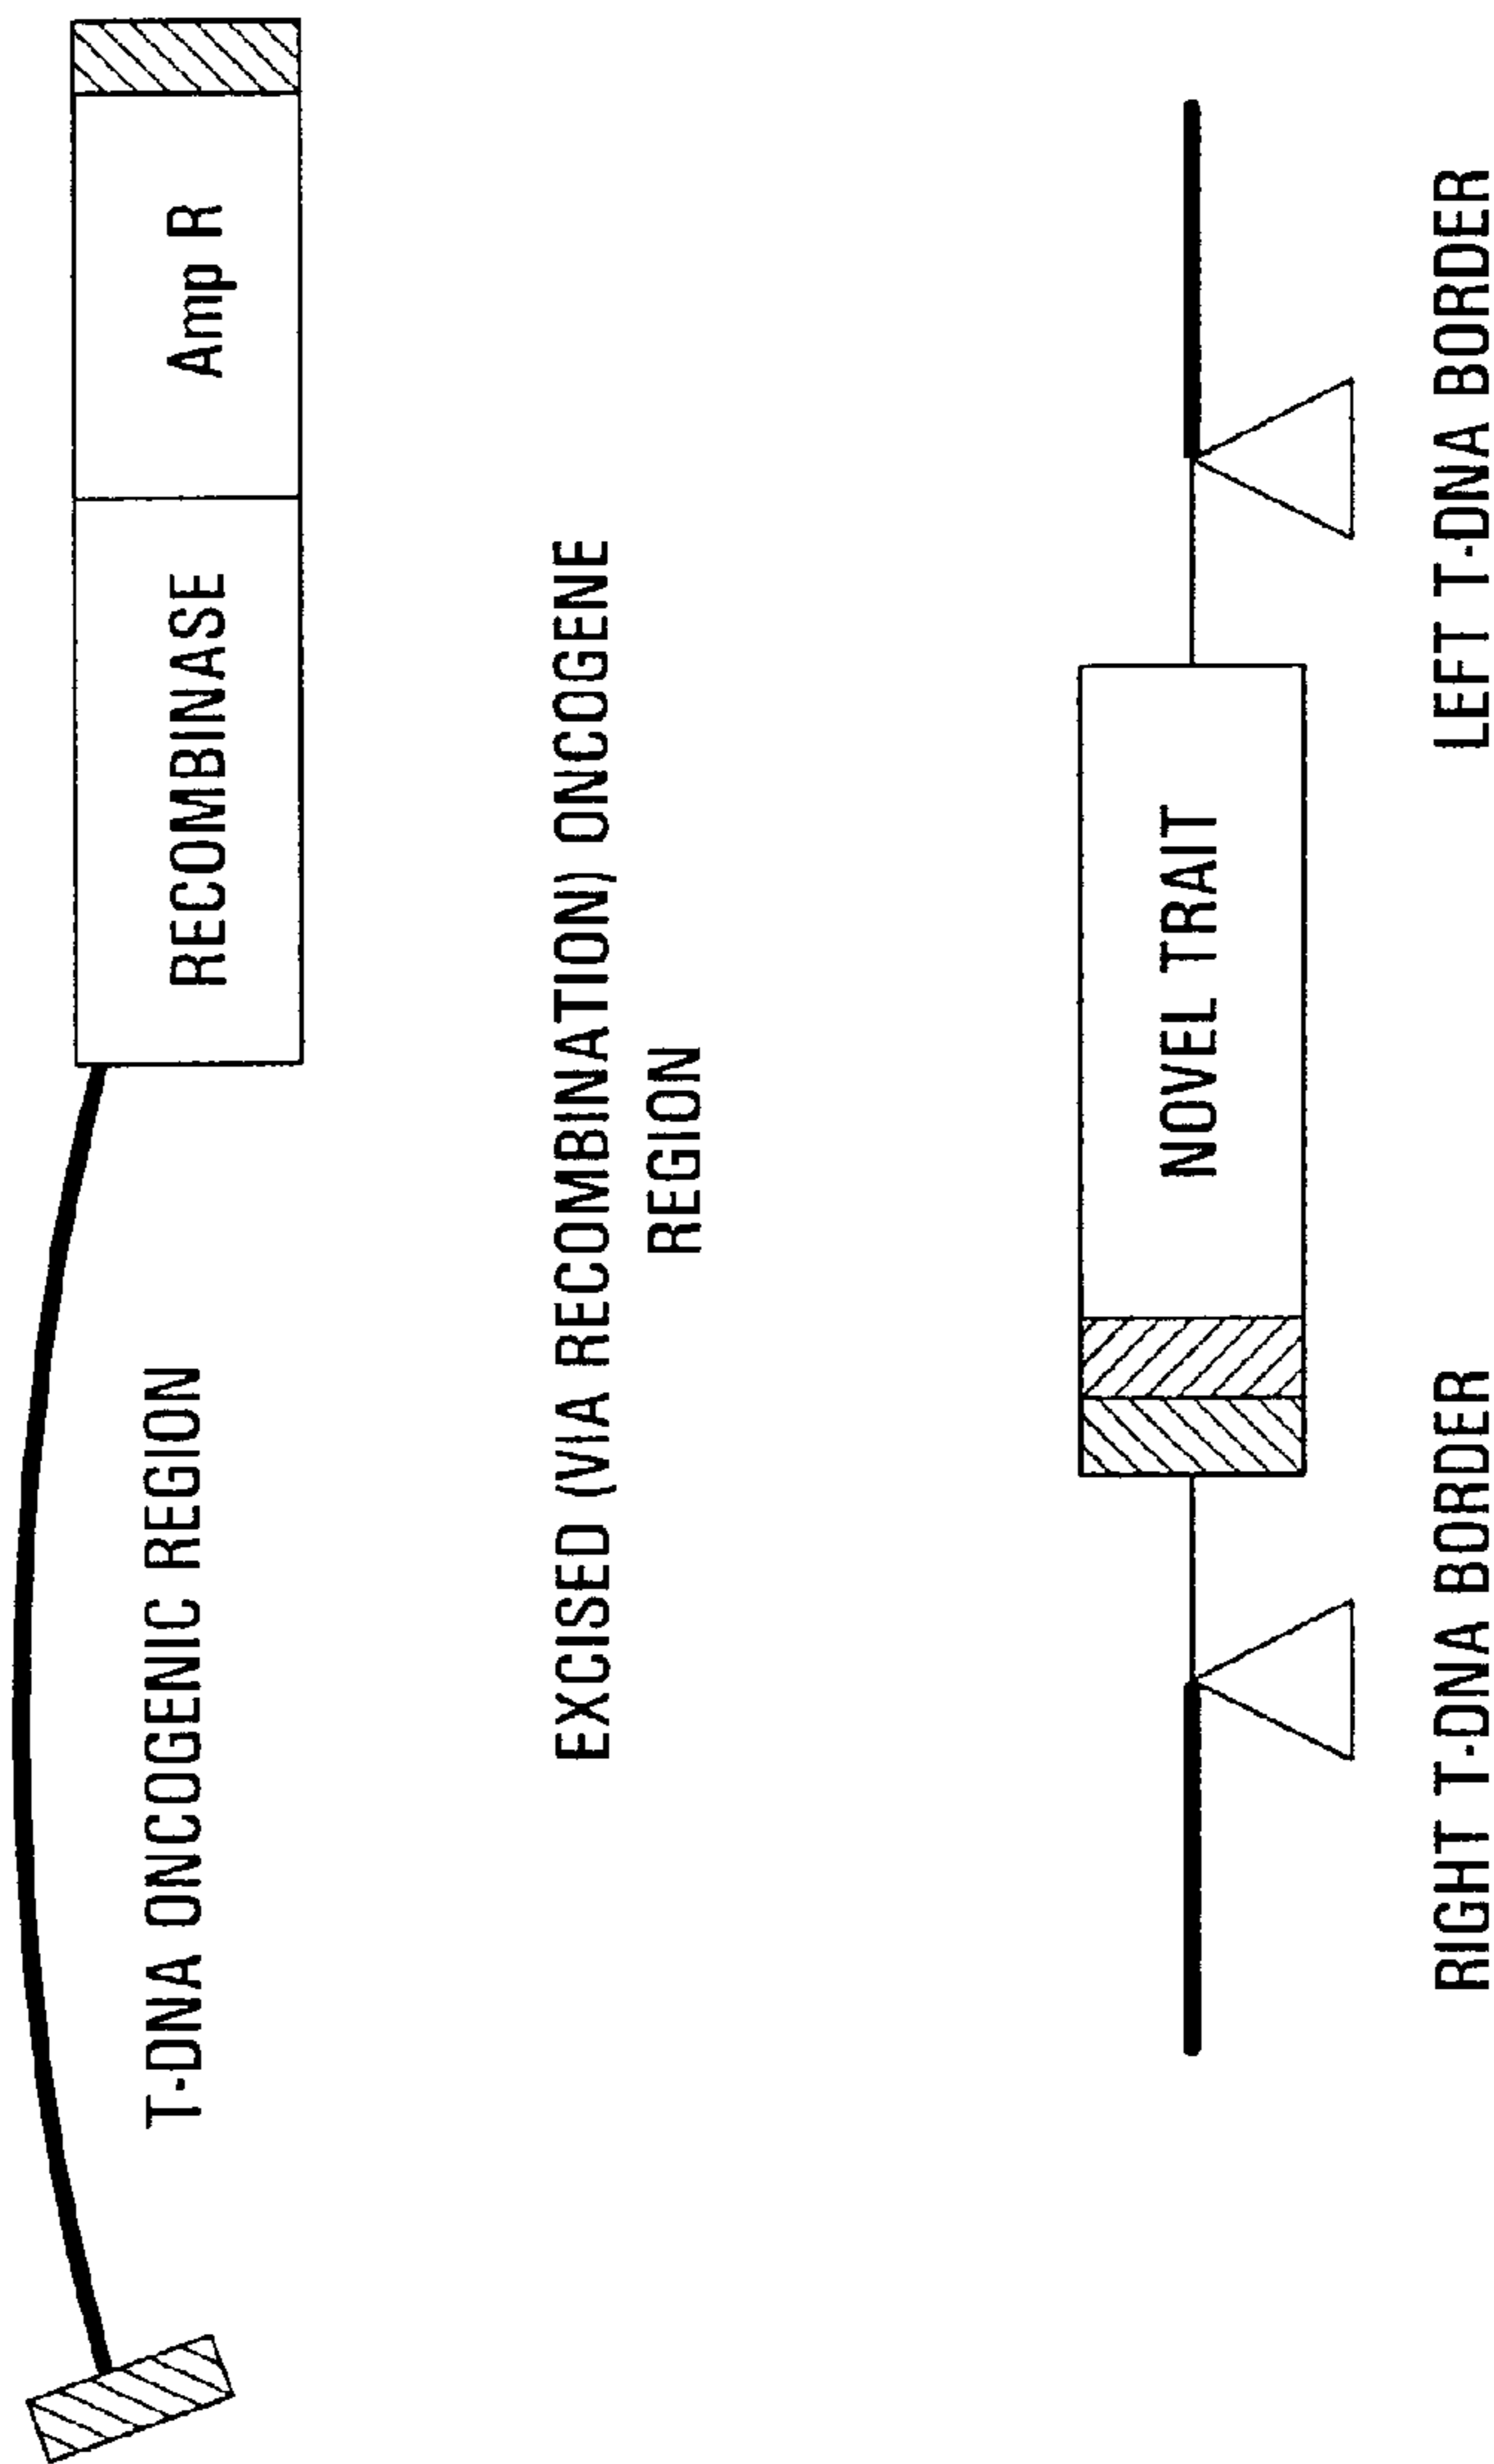 T-DNA ONCOGENIC REGION
RECOMBINASE
Amp R
EXCISED (VIA RECOMBINATION) ONCOGENE
REGION
NOVEL TRAIT
RIGHT T-DNA BORDER
LEFT T-DNA BORDER